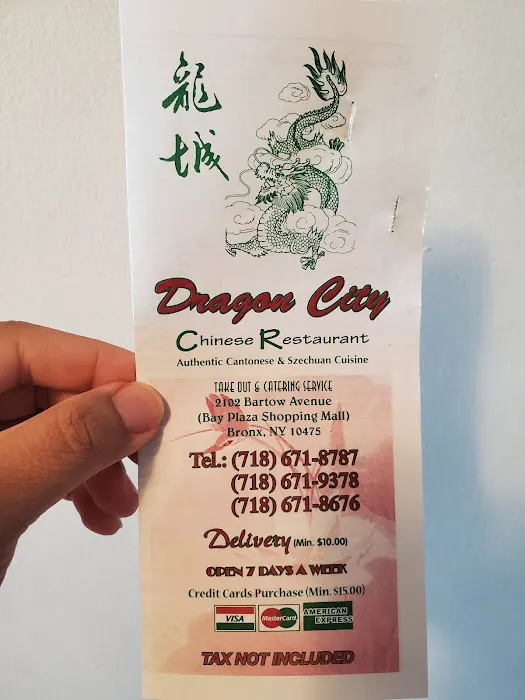 龍
城
Dragon City
Chinese Restaurant
Authentic Cantonese & Szechuan Cuisine
TAKE OUT & CATERING SERVICE
2102 Bartow Avenue
(Bay Plaza Shopping Mall)
Bronx, NY 10475
Tel.: (718) 671-8787
(718) 671-9378
(718) 671-8676
Delivery (Min. $10.00)
OPEN 7 DAYS A WEEK
Credit Cards Purchase (Min. $15.00)
VISA MasterCard AMERICAN EXPRESS
TAX NOT INCLUDED